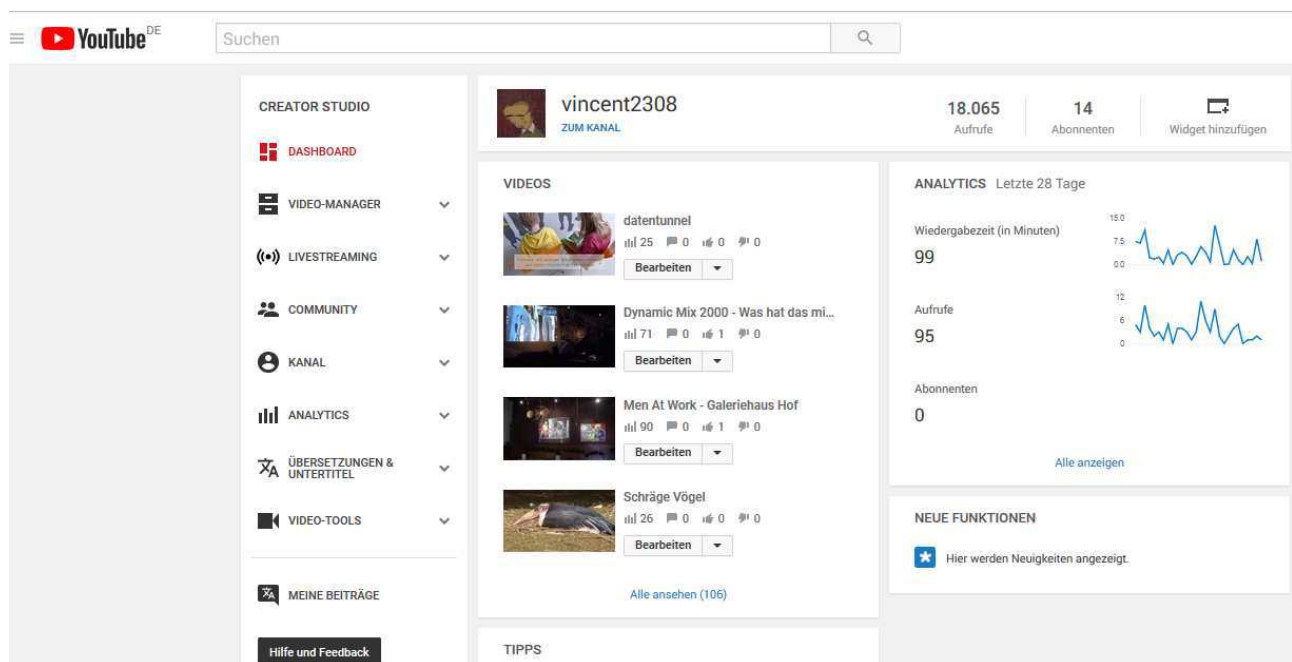 YouTube DE
Suchen
CREATOR STUDIO
DASHBOARD
VIDEO-MANAGER
LIVESTREAMING
COMMUNITY
KANAL
ANALYTICS
ÜBERSETZUNGEN &
UNTERTITEL
VIDEO-TOOLS
MEINE BEITRÄGE
Hilfe und Feedback
vincent2308
ZUM KANAL
18.065
Aufrufe
14
Abonnenten
Widget hinzufügen
VIDEOS
datentunnel
25 0 0 0
Bearbeiten
Dynamic Mix 2000 - Was hat das mi...
71 0 1 0
Bearbeiten
Men At Work - Galeriehaus Hof
90 0 1 0
Bearbeiten
Schräge Vögel
26 0 0 0
Bearbeiten
Alle ansehen (106)
TIPPS
ANALYTICS Letzte 28 Tage
Wiedergabezeit (in Minuten)
99
15.0
7.5
0.0
Aufrufe
95
12
6
0
Abonnenten
0
Alle anzeigen
NEUE FUNKTIONEN
Hier werden Neuigkeiten angezeigt.